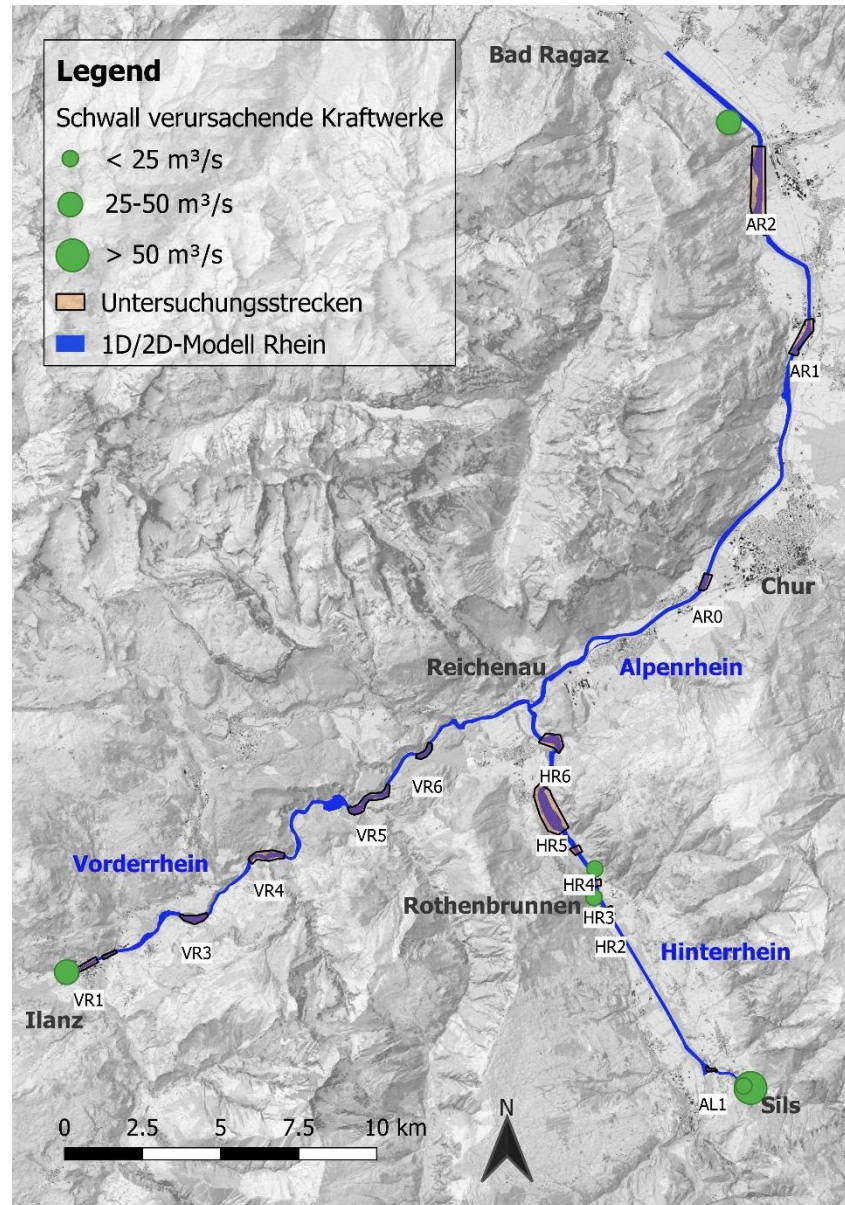 Bad Ragaz
Legend
Schwall verursachende Kraftwerke
< 25 m³/s
25-50 m³/s
> 50 m³/s
Untersuchungsstrecken
1D/2D-Modell Rhein
AR2
AR1
Chur
AR0
Reichenau
Alpenrhein
HR6
VR6
VR5
HR5
Vorderrhein
VR4
HR4
Rothenbrunnen
HR3
VR3
HR2
Hinterrhein
VR1
Ilanz
AL1
Sils
N
0 2.5 5 7.5 10 km